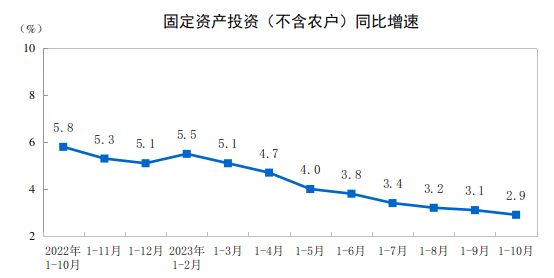 固定资产投资（不含农户）同比增速
（%）
10
8
6
4
2
5.8
5.3
5.1
5.5
5.1
4.7
4.0
3.8
3.4
3.2
3.1
2.9
2022年
1-10月
1-11月
1-12月
2023年
1-2月
1-3月
1-4月
1-5月
1-6月
1-7月
1-8月
1-9月
1-10月